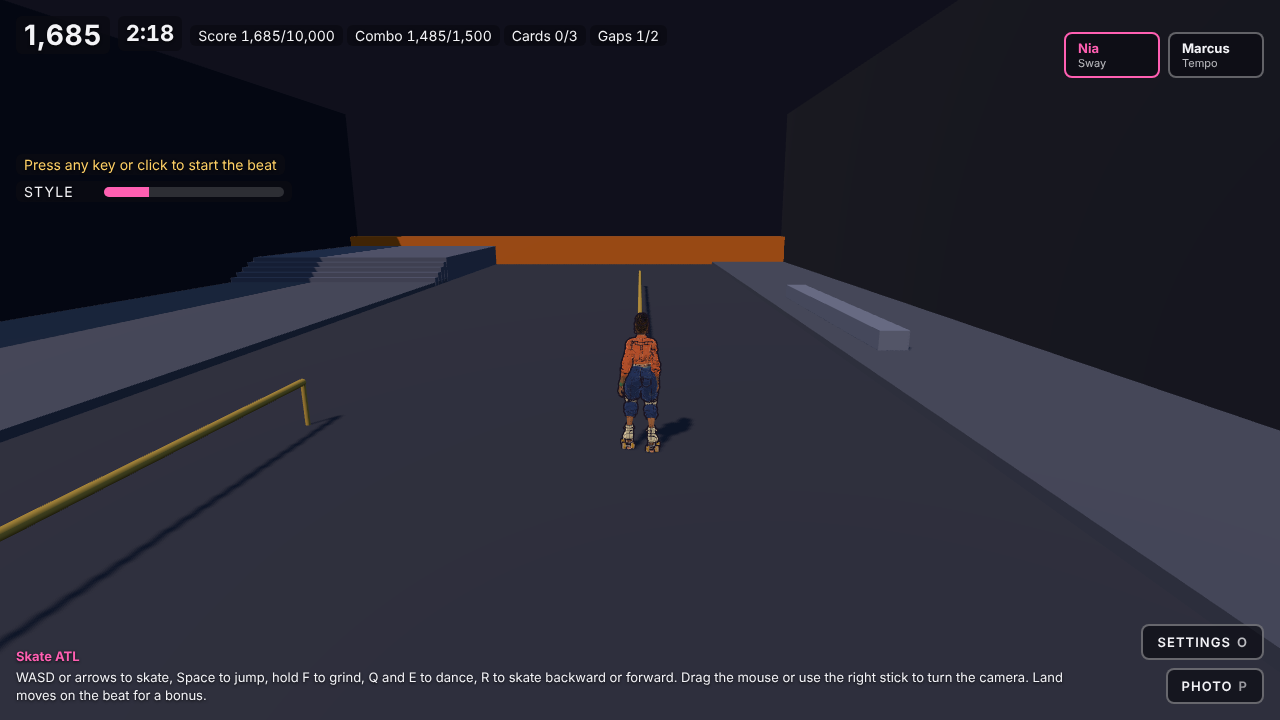 1,685 2:18 Score 1,685/10,000 Combo 1,485/1,500 Cards 0/3 Gaps 1/2
Nia Marcus
Sway Tempo
Press any key or click to start the beat
STYLE
SETTINGS O
Skate ATL
WASD or arrows to skate, Space to jump, hold F to grind, Q and E to dance, R to skate backward or forward. Drag the mouse or use the right stick to turn the camera. Land
moves on the beat for a bonus.
PHOTO P